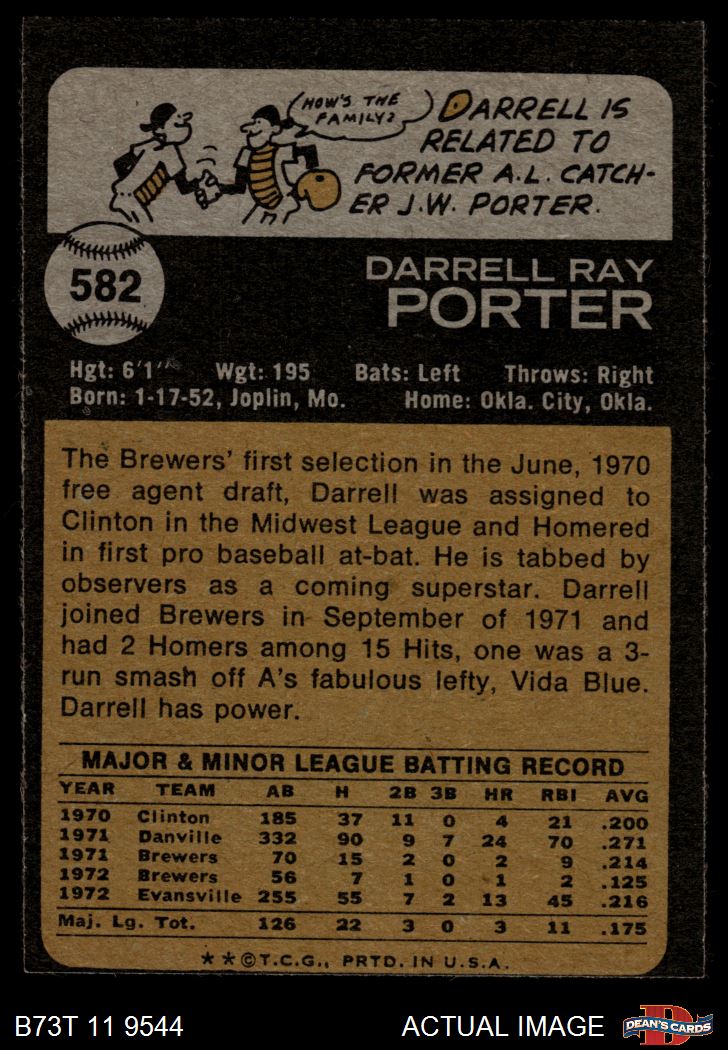 HOW'S THE
FAMILY?
DARRELL IS
RELATED TO
FORMER A.L. CATCH-
ER J.W. PORTER.
582
DARRELL RAY
PORTER
Hgt: 6'1" Wgt: 195 Bats: Left Throws: Right
Born: 1-17-52, Joplin, Mo. Home: Okla. City, Okla.
The Brewers' first selection in the June, 1970
free agent draft, Darrell was assigned to
Clinton in the Midwest League and Homered
in first pro baseball at-bat. He is tabbed by
observers as a coming superstar. Darrell
joined Brewers in September of 1971 and
had 2 Homers among 15 Hits, one was a 3-
run smash off A's fabulous lefty, Vida Blue.
Darrell has power.
MAJOR & MINOR LEAGUE BATTING RECORD
YEAR TEAM AB H 2B 3B HR RBI AVG
1970 Clinton 185 37 11 0 4 21 .200
1971 Danville 332 90 9 7 24 70 .271
1971 Brewers 70 15 2 0 2 9 .214
1972 Brewers 56 7 1 0 1 2 .125
1972 Evansville 255 55 7 2 13 45 .216
Maj. Lg. Tot. 126 22 3 0 3 11 .175
**©T.C.G., PRTD. IN U.S.A.
B73T 11 9544 ACTUAL IMAGE
D
DEAN'S CARDS